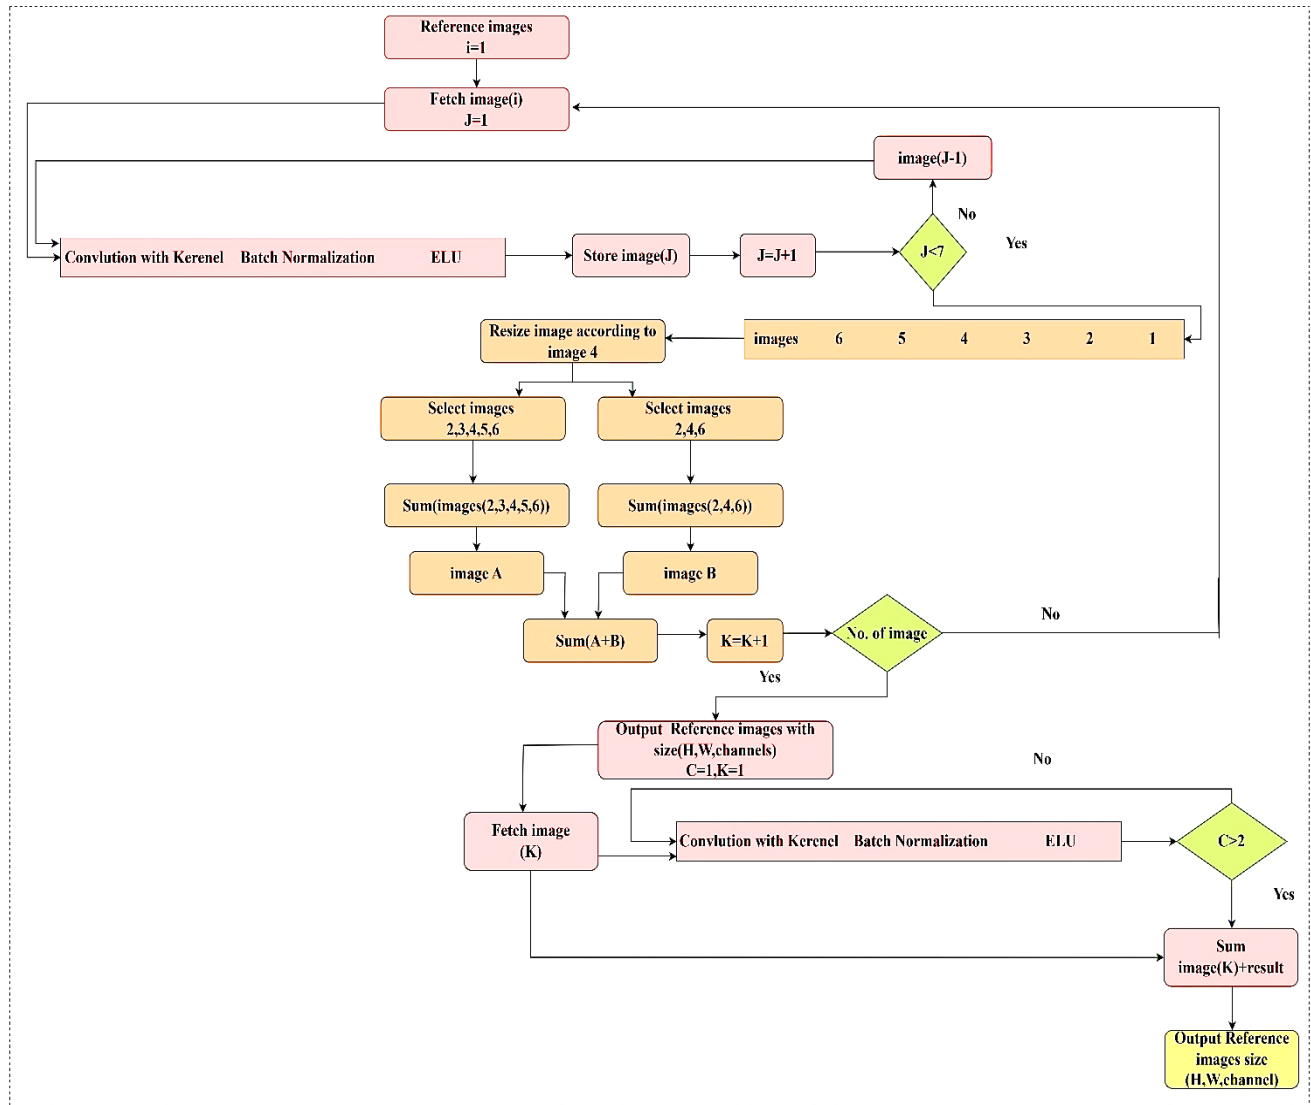 Reference images
i=1
Fetch image(i)
J=1
image(J-1)
No
Yes
J<7
Convlution with Kerenel Batch Normalization ELU
Store image(J)
J=J+1
Resize image according to
image 4
images 6 5 4 3 2 1
Select images
2,3,4,5,6
Select images
2,4,6
Sum(images(2,3,4,5,6))
Sum(images(2,4,6))
image A
image B
Sum(A+B)
K=K+1
No. of image
No
Yes
Output Reference images with
size(H,W,channels)
C=1,K=1
No
Fetch image
(K)
Convlution with Kerenel Batch Normalization ELU
C>2
Yes
Sum
image(K)+result
Output Reference
images size
(H,W,channel)